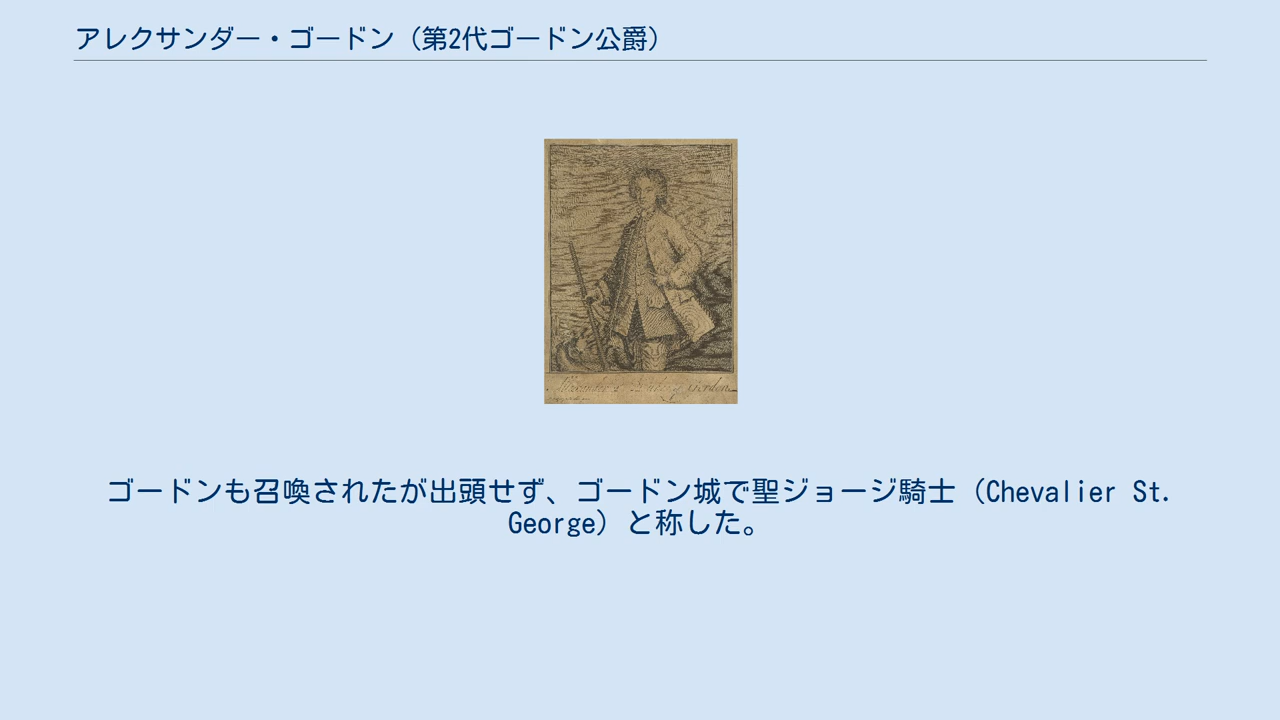 アレクサンダー・ゴードン（第2代ゴードン公爵）
Gordon
ゴードンも召喚されたが出頭せず、ゴードン城で聖ジョージ騎士（Chevalier St.
George）と称した。